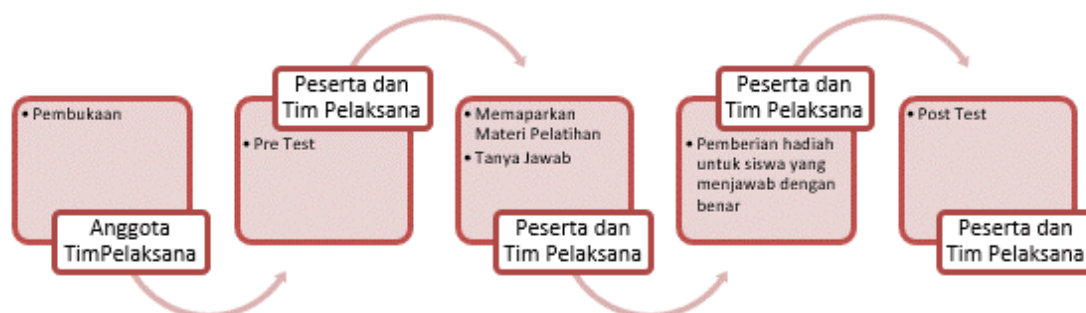 • Pembukaan
Anggota
TimPelaksana
Peserta dan
Tim Pelaksana
• Pre Test
• Memaparkan
Materi Pelatihan
• Tanya Jawab
Peserta dan
Tim Pelaksana
Peserta dan
Tim Pelaksana
• Pemberian hadiah
untuk siswa yang
menjawab dengan
benar
• Post Test
Peserta dan
Tim Pelaksana